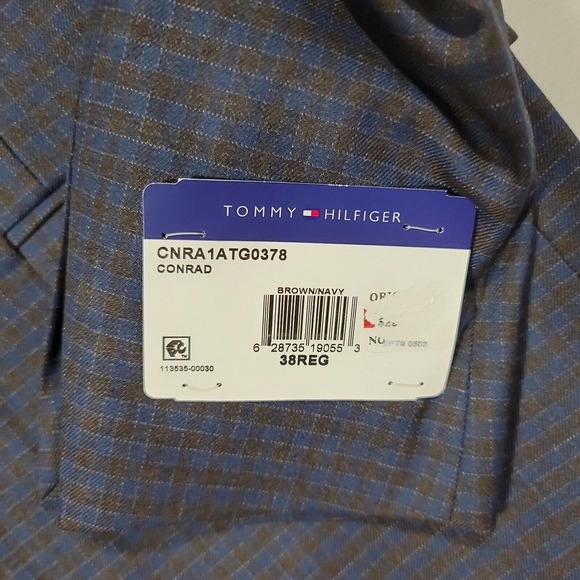 TOMMY HILFIGER
CNRA1ATG0378
CONRAD
BROWN/NAVY
6 28735 19055 3
38REG
113535-00030